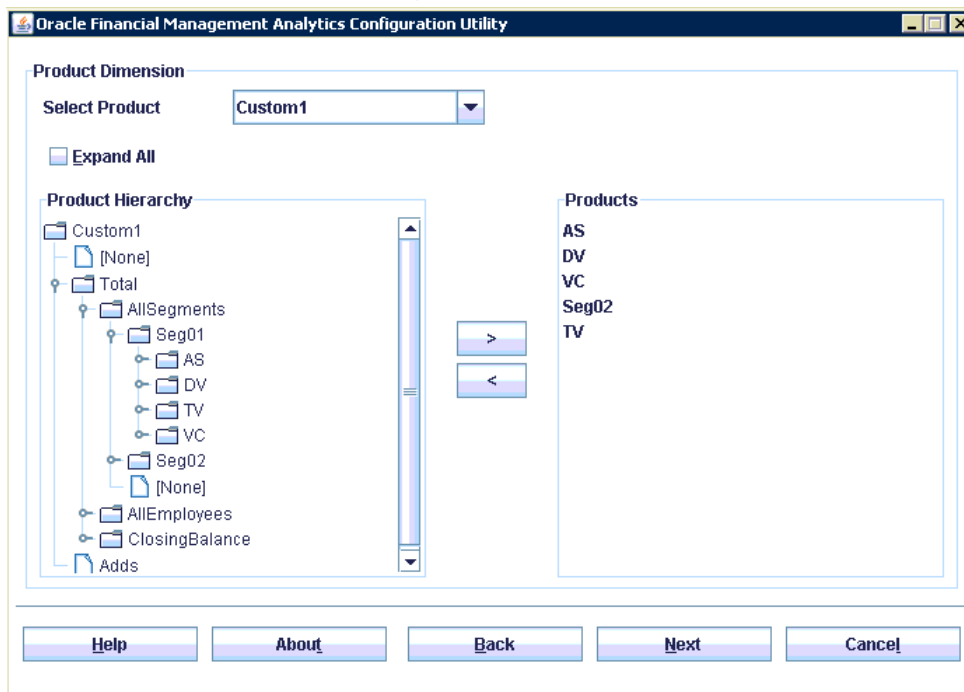 Oracle Financial Management Analytics Configuration Utility
Product Dimension
Select Product
Custom1
Expand All
Product Hierarchy
Custom1
[None]
Total
AllSegments
Seg01
AS
DV
TV
VC
Seg02
[None]
AllEmployees
ClosingBalance
Adds
>
<
Products
AS
DV
VC
Seg02
TV
Help
About
Back
Next
Cancel